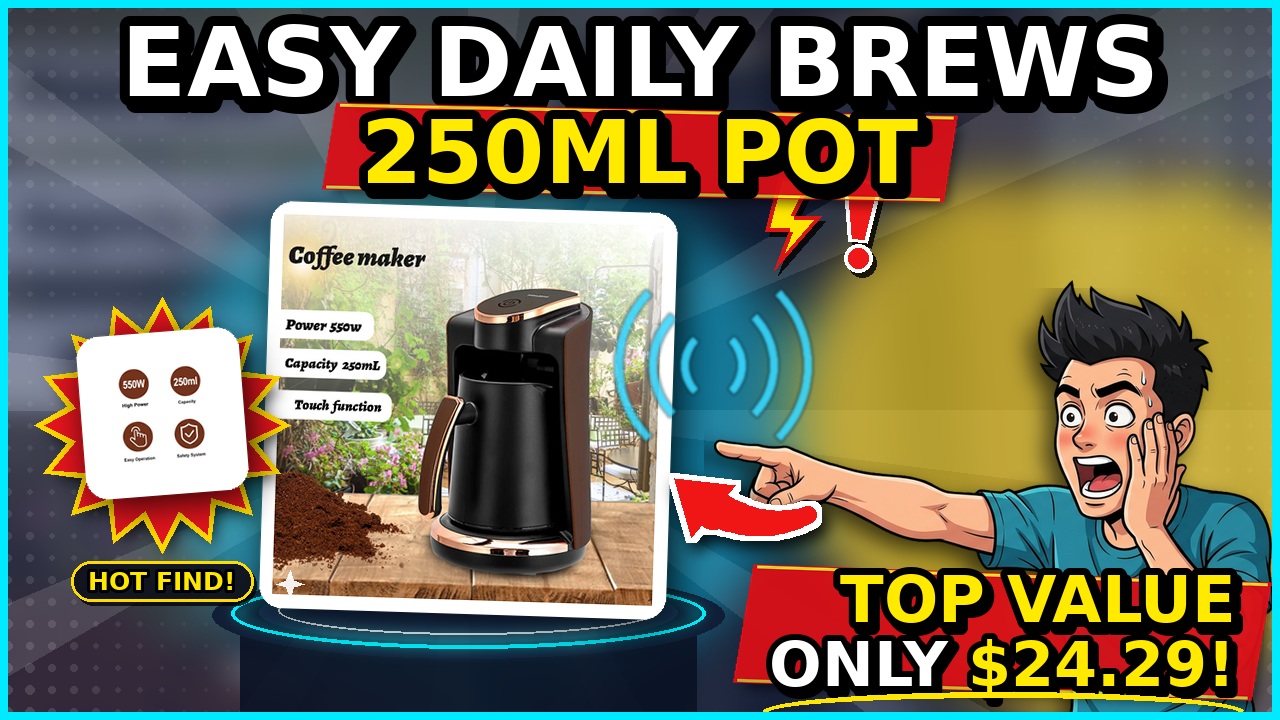 EASY DAILY BREWS
250ML POT
Coffee maker
Power 550w
Capacity 250mL
Touch function
550W
High Power
250ml
Capacity
Easy Operation
Safety System
HOT FIND!
TOP VALUE
ONLY $24.29!